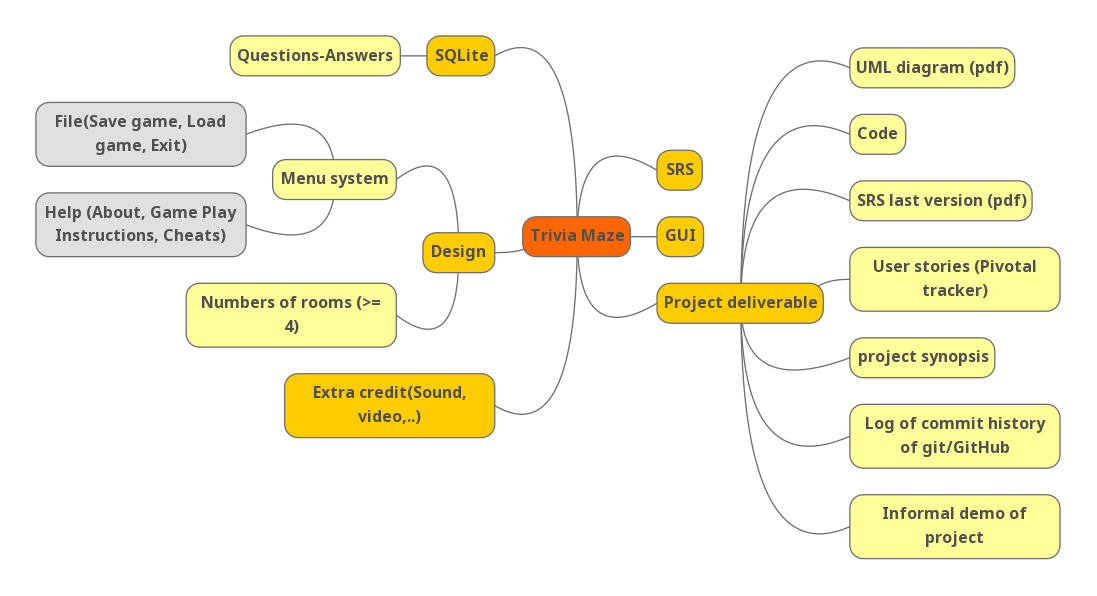 Questions-Answers
SQLite
File(Save game, Load
game, Exit)
Menu system
Help (About, Game Play
Instructions, Cheats)
Design
Numbers of rooms (>=
4)
Extra credit(Sound,
video,..)
Trivia Maze
SRS
GUI
Project deliverable
UML diagram (pdf)
Code
SRS last version (pdf)
User stories (Pivotal
tracker)
project synopsis
Log of commit history
of git/GitHub
Informal demo of
project